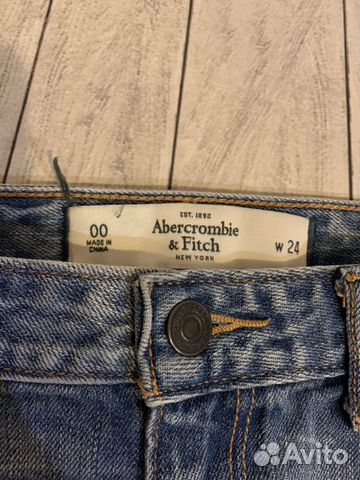 EST. 1892
00
Abercrombie
MADE IN
CHINA
& Fitch
W 24
NEW YORK
Avito